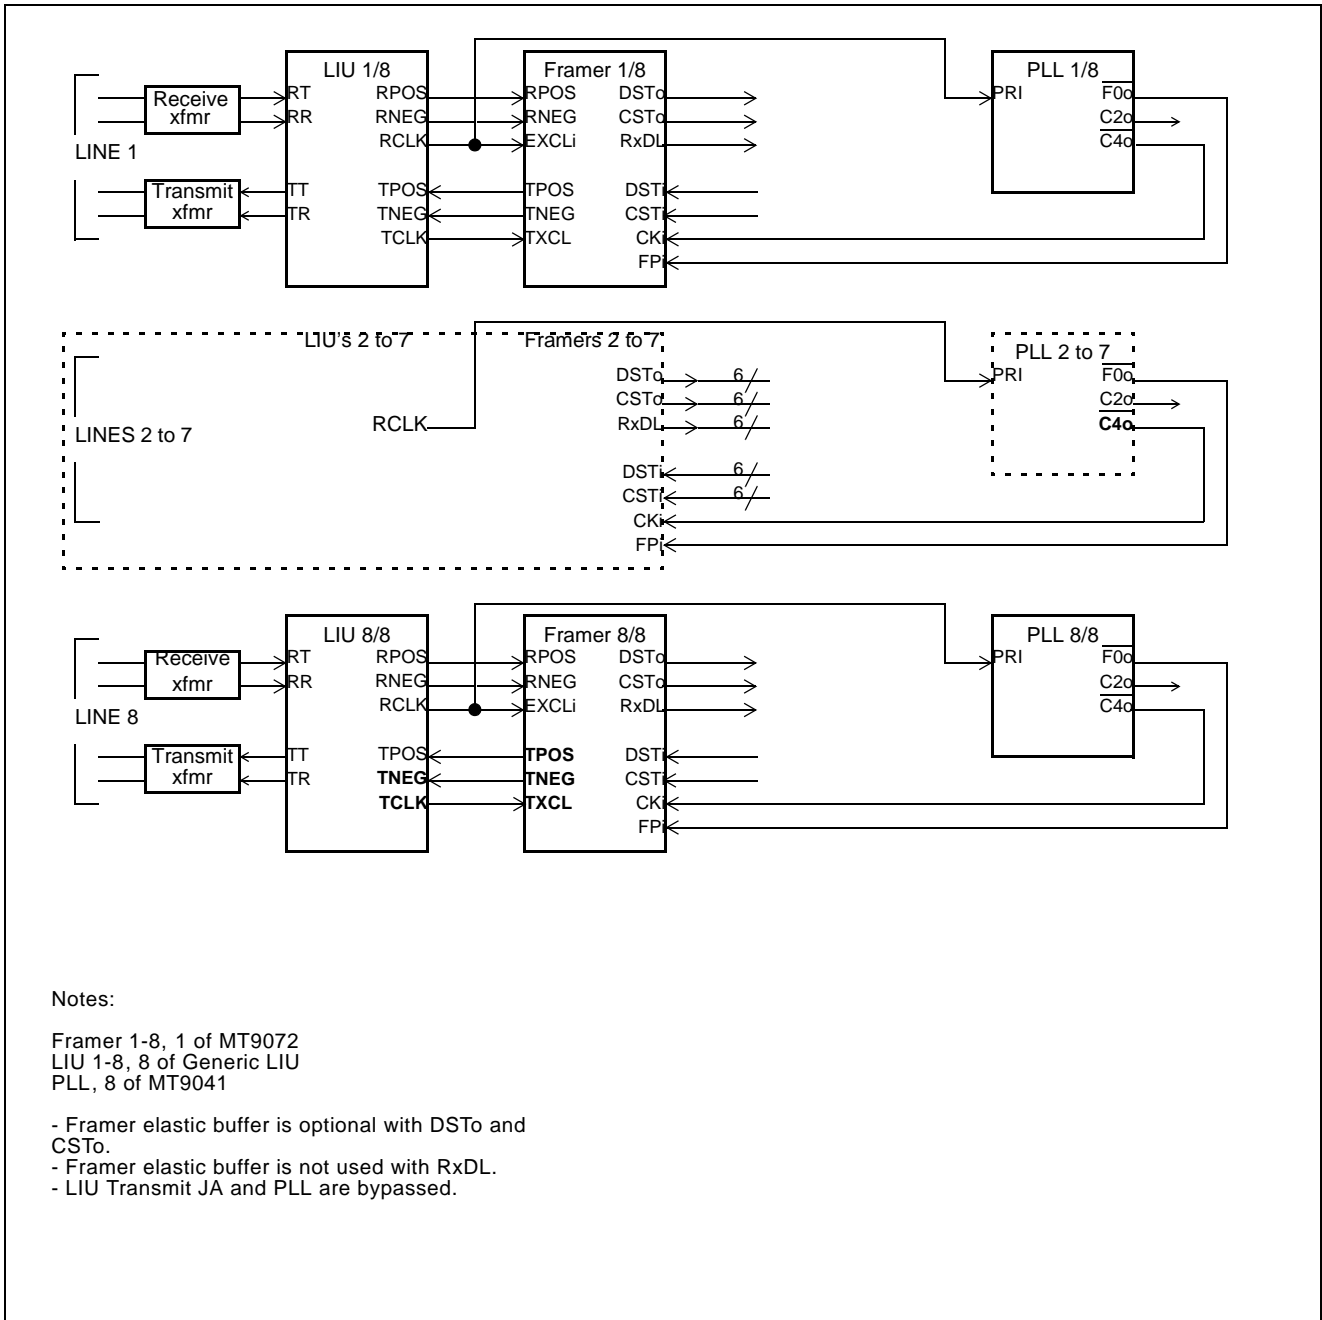 LIU 1/8 Framer 1/8 PLL 1/8
Receive xfmr RT RPOS RPOS DSTo PRI F0o
RR RNEG RNEG CSTo C2o
RCLK EXCLi RxDL C4o
LINE 1
Transmit xfmr TT TPOS TPOS DSTi
TR TNEG TNEG CSTi
TCLK TXCL CKi
FPi
LIU's 2 to 7 Framers 2 to 7 PLL 2 to 7
DSTo 6 PRI F0o
CSTo 6 C2o
LINES 2 to 7 RCLK RxDL 6 C4o
DSTi 6
CSTi 6
CKi
FPi
LIU 8/8 Framer 8/8 PLL 8/8
Receive xfmr RT RPOS RPOS DSTo PRI F0o
RR RNEG RNEG CSTo C2o
RCLK EXCLi RxDL C4o
LINE 8
Transmit xfmr TT TPOS TPOS DSTi
TR TNEG TNEG CSTi
TCLK TXCL CKi
FPi
Notes:
Framer 1-8, 1 of MT9072
LIU 1-8, 8 of Generic LIU
PLL, 8 of MT9041
- Framer elastic buffer is optional with DSTo and
CSTo.
- Framer elastic buffer is not used with RxDL.
- LIU Transmit JA and PLL are bypassed.